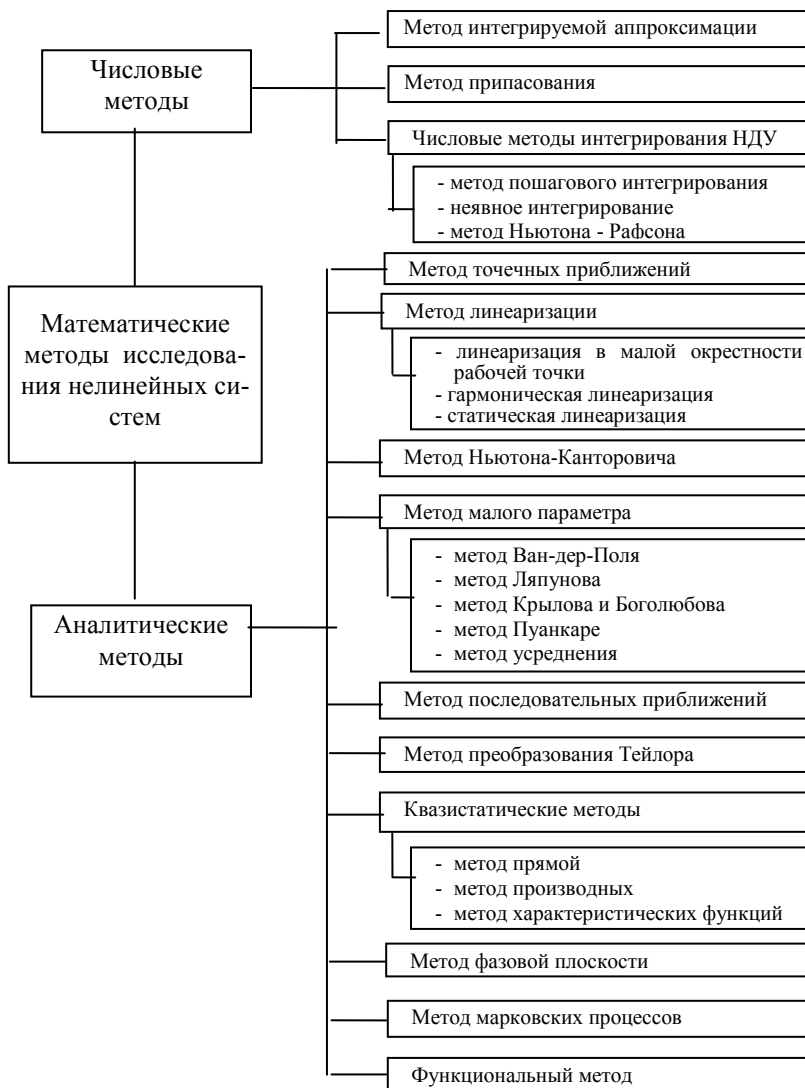 Числовые
методы
Метод интегрируемой аппроксимации
Метод припасования
Числовые методы интегрирования НДУ
- метод пошагового интегрирования
- неявное интегрирование
- метод Ньютона - Рафсона
Математические
методы исследова-
ния нелинейных си-
стем
Аналитические
методы
Метод точечных приближений
Метод линеаризации
- линеаризация в малой окрестности
рабочей точки
- гармоническая линеаризация
- статическая линеаризация
Метод Ньютона-Канторовича
Метод малого параметра
- метод Ван-дер-Поля
- метод Ляпунова
- метод Крылова и Боголюбова
- метод Пуанкаре
- метод усреднения
Метод последовательных приближений
Метод преобразования Тейлора
Квазистатические методы
- метод прямой
- метод производных
- метод характеристических функций
Метод фазовой плоскости
Метод марковских процессов
Функциональный метод